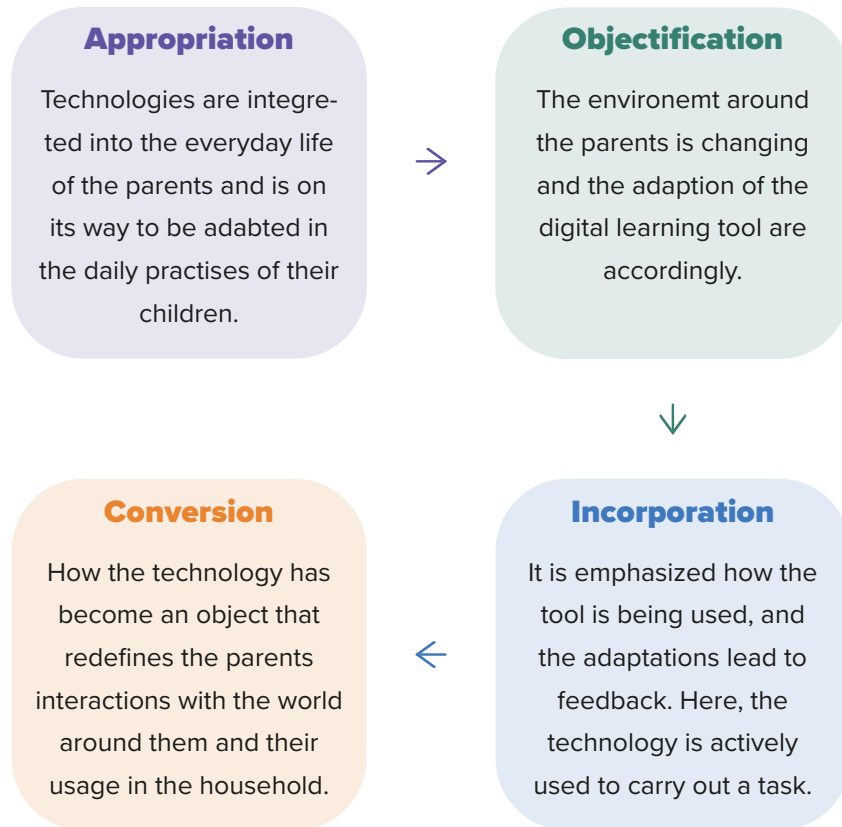 Appropriation
Technologies are integre-
ted into the everyday life
of the parents and is on
its way to be adabted in
the daily practises of their
children.
Objectification
The environemt around
the parents is changing
and the adaption of the
digital learning tool are
accordingly.
Incorporation
It is emphasized how the
tool is being used, and
the adaptations lead to
feedback. Here, the
technology is actively
used to carry out a task.
Conversion
How the technology has
become an object that
redefines the parents
interactions with the world
around them and their
usage in the household.